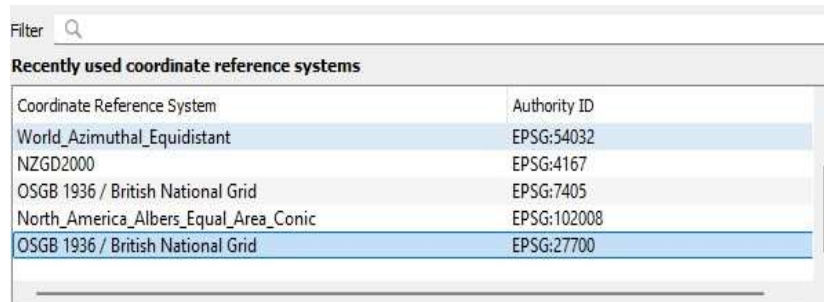 Filter
Recently used coordinate reference systems
Coordinate Reference System Authority ID
World_Azimuthal_Equidistant EPSG:54032
NZGD2000 EPSG:4167
OSGB 1936 / British National Grid EPSG:7405
North_America_Albers_Equal_Area_Conic EPSG:102008
OSGB 1936 / British National Grid EPSG:27700